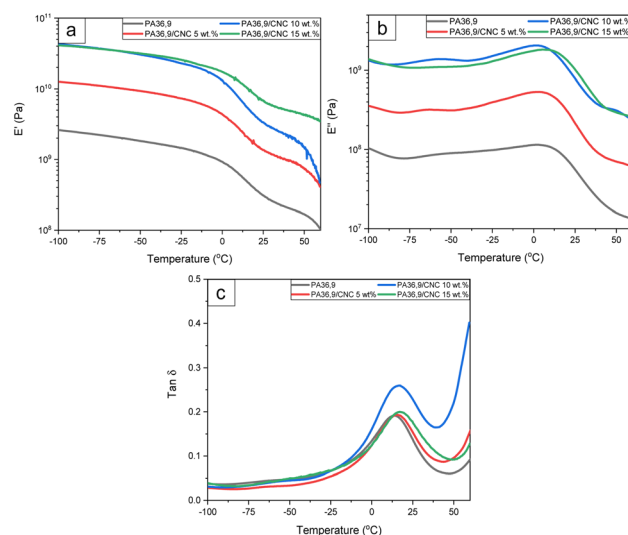 a
PA36,9
PA36,9/CNC 5 wt.%
PA36,9/CNC 10 wt.%
PA36,9/CNC 15 wt%
E' (Pa)
10¹¹
10¹⁰
10⁹
10⁸
-100 -75 -50 -25 0 25 50
Temperature (°C)
b
PA36,9
PA36,9/CNC 5 wt.%
PA36,9/CNC 10 wt.%
PA36,9/CNC 15 wt%
E'' (Pa)
10⁹
10⁸
10⁷
-100 -75 -50 -25 0 25 50
Temperature (°C)
c
PA36,9
PA36,9/CNC 5 wt%
PA36,9/CNC 10 wt.%
PA36,9/CNC 15 wt.%
Tan δ
0.5
0.4
0.3
0.2
0.1
0.0
-100 -75 -50 -25 0 25 50
Temperature (°C)